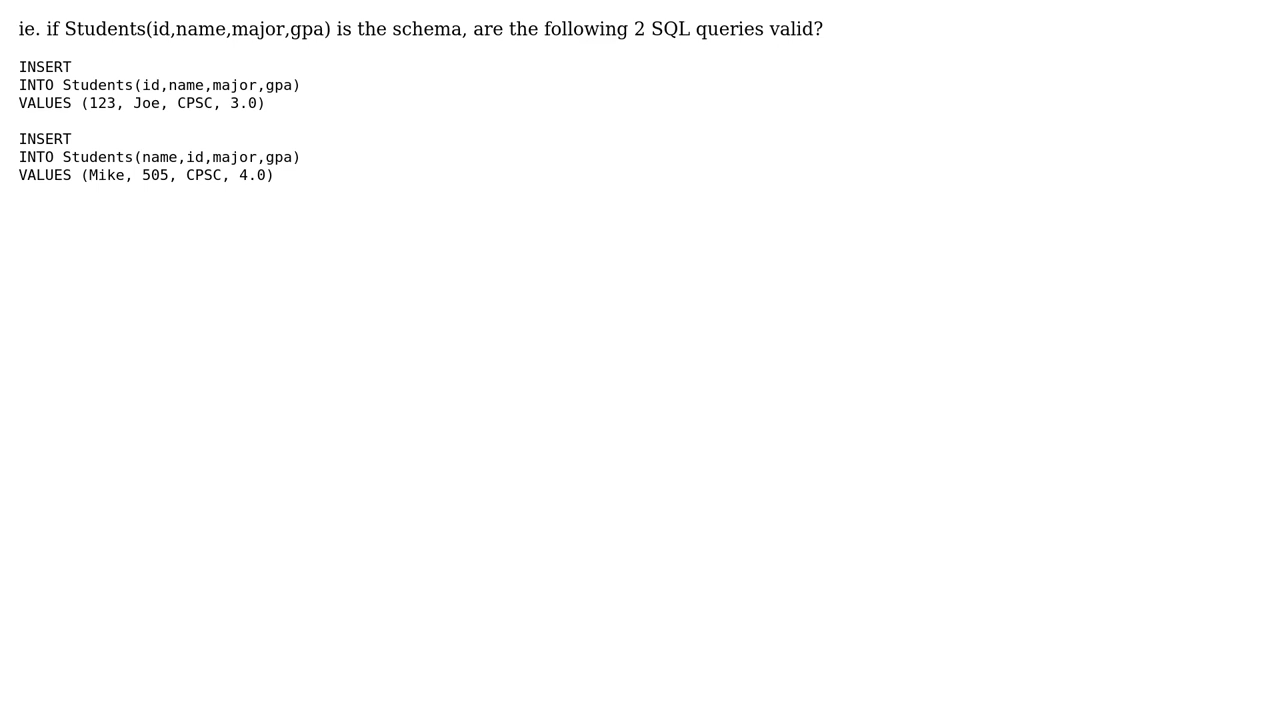 ie. if Students(id,name,major,gpa) is the schema, are the following 2 SQL queries valid?
INSERT
INTO Students(id,name,major,gpa)
VALUES (123, Joe, CPSC, 3.0)
INSERT
INTO Students(name,id,major,gpa)
VALUES (Mike, 505, CPSC, 4.0)